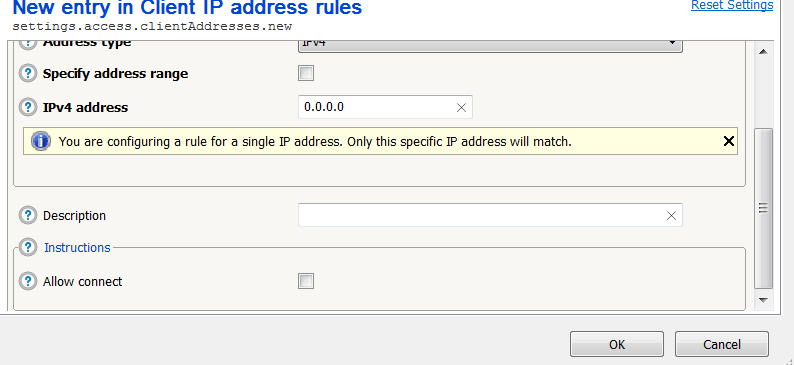 New entry in Client IP address rules
Reset Settings
settings.access.clientAddresses.new
Address type
IPv4
Specify address range
IPv4 address
0.0.0.0
You are configuring a rule for a single IP address. Only this specific IP address will match.
Description
Instructions
Allow connect
OK
Cancel